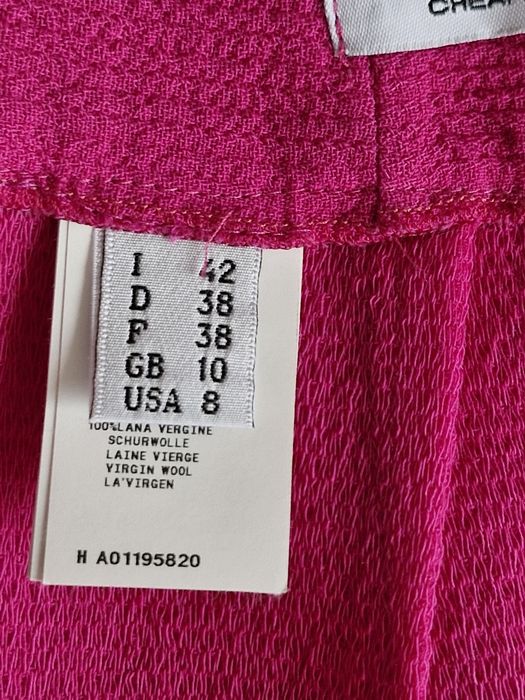 I 42
D 38
F 38
GB 10
USA 8
100%LANA VERGINE
SCHURWOLLE
LAINE VIERGE
VIRGIN WOOL
LA'VIRGEN
H A01195820